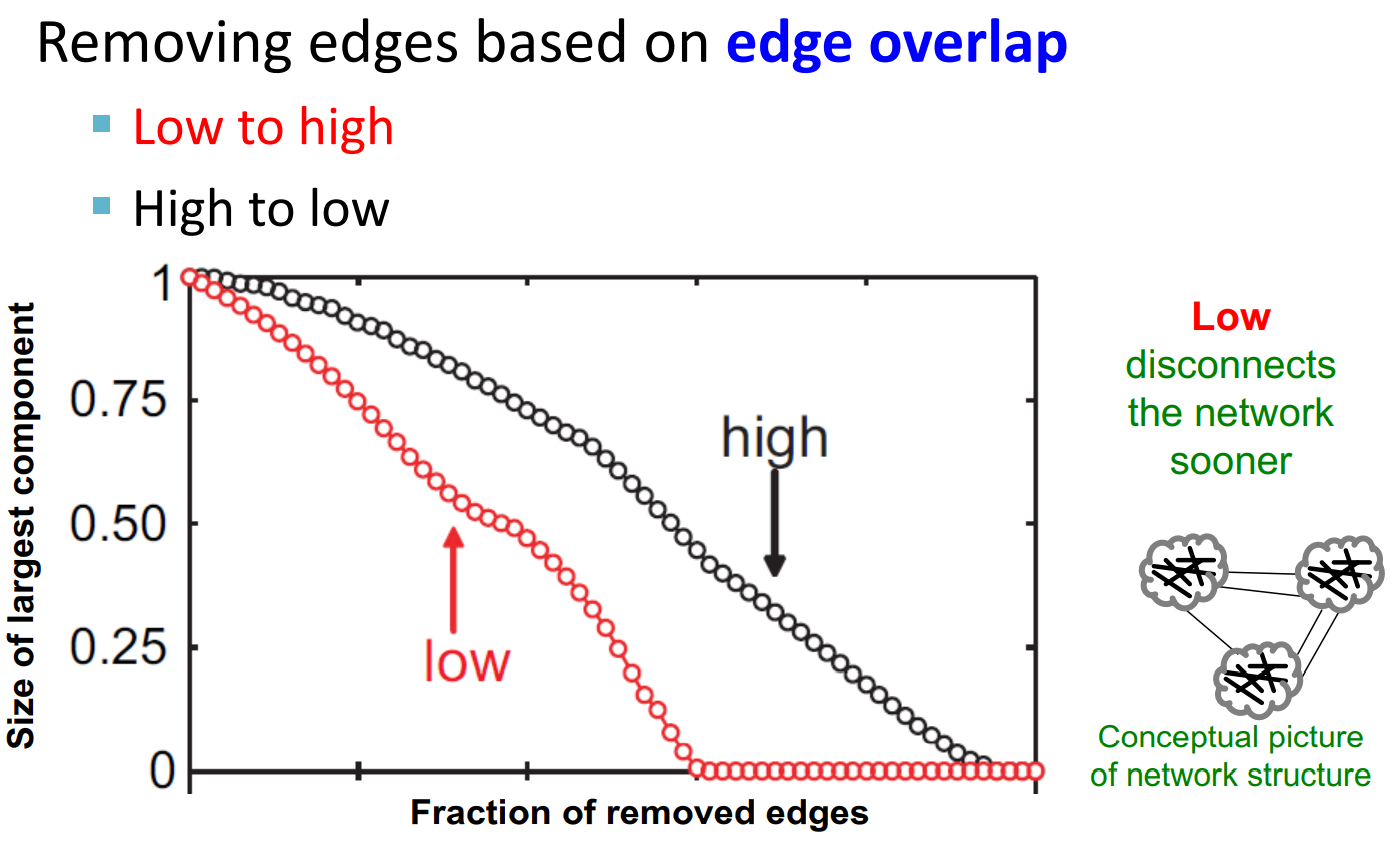 Removing edges based on edge overlap
Low to high
High to low
Size of largest component
1
0.75
0.50
0.25
0
high
low
Fraction of removed edges
Low
disconnects
the network
sooner
Conceptual picture
of network structure